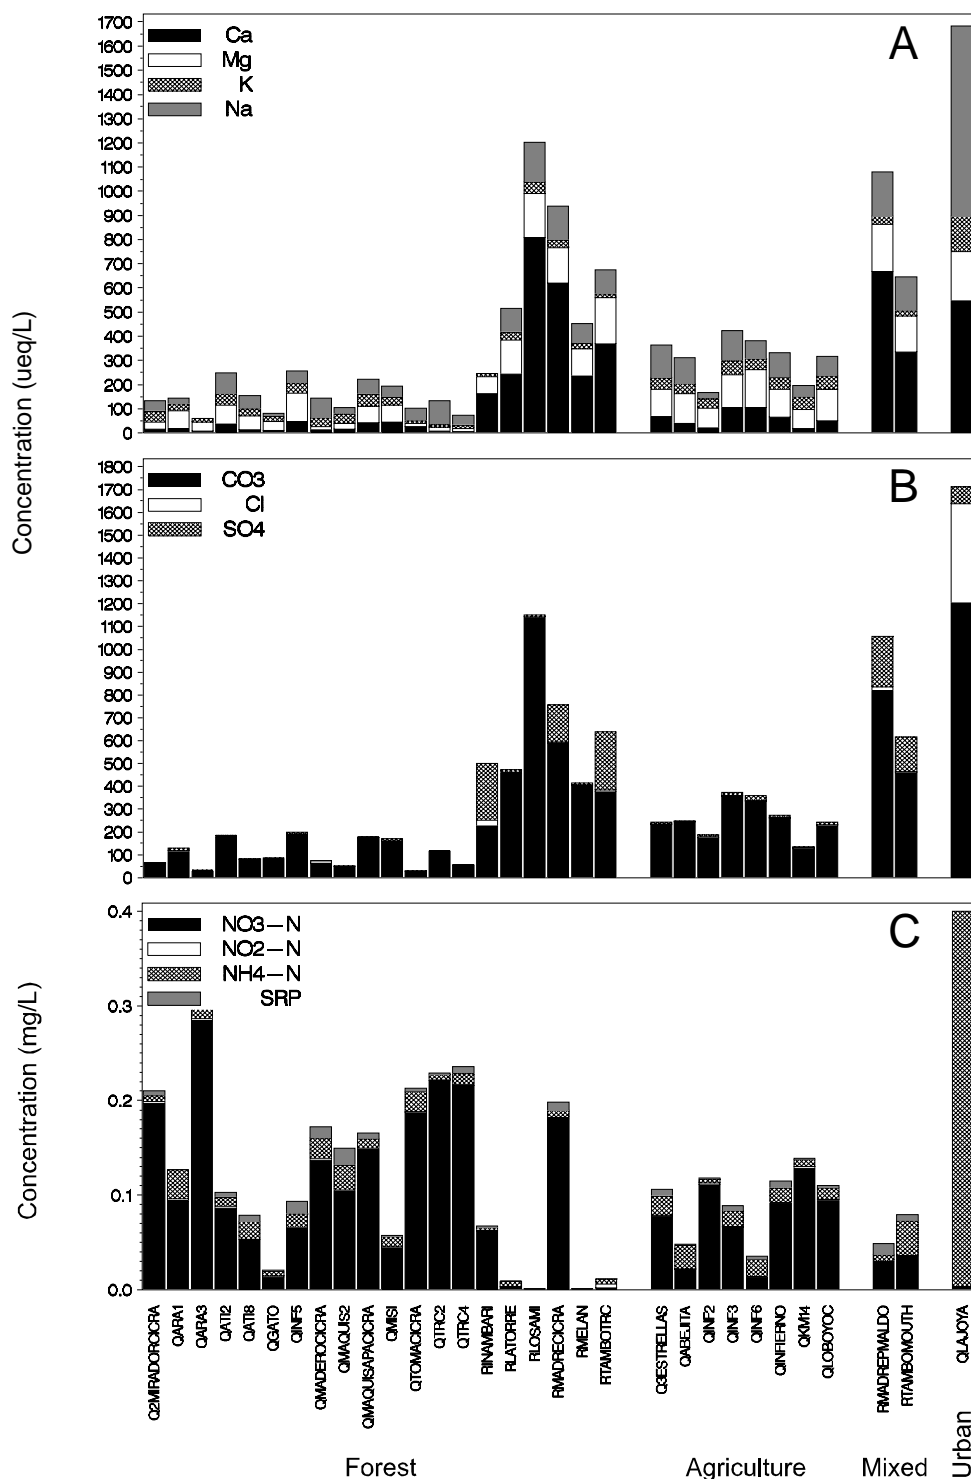 A
Ca
Mg
K
Na
1700
1600
1500
1400
1300
1200
1100
1000
900
800
700
600
500
400
300
200
100
0
Concentration (ueq/L)
B
CO3
Cl
SO4
1800
1700
1600
1500
1400
1300
1200
1100
1000
900
800
700
600
500
400
300
200
100
0
C
NO3-N
NO2-N
NH4-N
SRP
0.4
0.3
0.2
0.1
0.0
Concentration (mg/L)
Q2MIRADORCICRA
QARA1
QARA3
QATI2
QATI8
QGATO
QINF5
QMADEROCICRA
QMAQUIS2
QMAQUISAPACICRA
QMISI
QTOMACICRA
QTRC2
QTRC4
RINAMBARI
RLATORRE
RLOSAMI
RMADRECICRA
RMELAN
RTAMBOTRC
Q3ESTRELLAS
QABEJITA
QINF2
QINF3
QINF6
QINFIERNO
QKM14
QLOBOYOC
RMADREPMALDO
RTAMBOMOUTH
QLAJOYA
Forest
Agriculture
Mixed
Urban